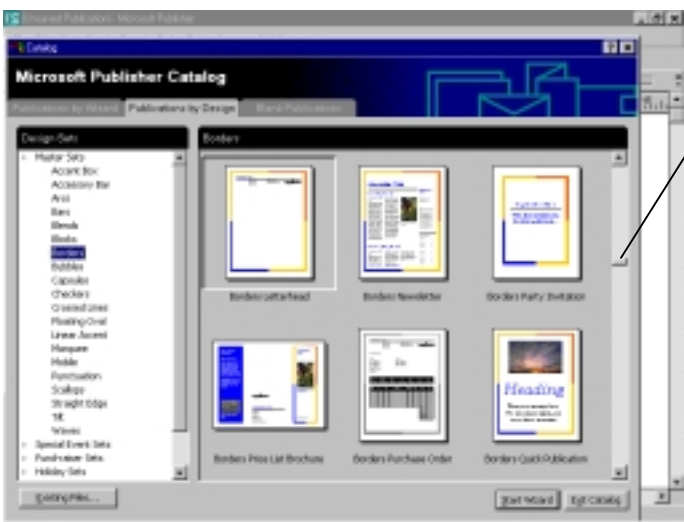 Unsaved Publication - Microsoft Publisher
Catalog
Microsoft Publisher Catalog
Publications by Wizard
Publications by Design
Blank Publications
Design Sets
Master Sets
Accent Box
Accessory Bar
Arcs
Bars
Blends
Blocks
Borders
Bubbles
Capsules
Checkers
Crossed Lines
Floating Oval
Linear Accent
Marquee
Mobile
Punctuation
Scallops
Straight Edge
Tilt
Waves
Special Event Sets
Fund-raiser Sets
Holiday Sets
Borders
Borders Letterhead
Borders Newsletter
Borders Party Invitation
Borders Price List Brochure
Borders Purchase Order
Heading
Borders Quick Publication
Existing Files...
Start Wizard
Exit Catalog